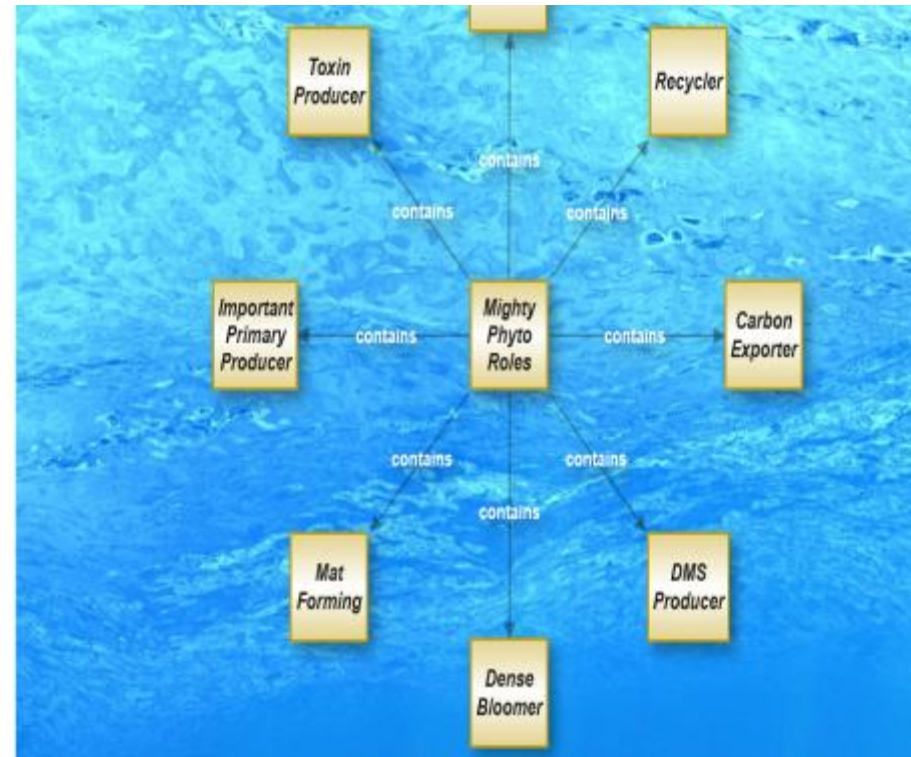 Toxin
Producer
Recycler
contains
contains
contains
Important
Primary
Producer
contains
Mighty
Phyto
Roles
contains
Carbon
Exporter
contains
contains
contains
Mat
Forming
DMS
Producer
Dense
Bloomer